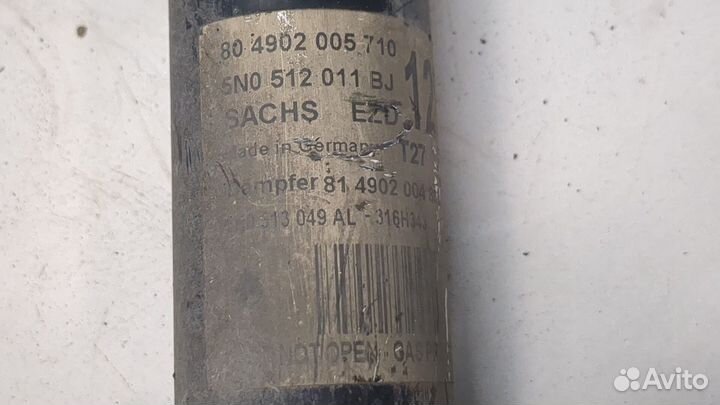 80 4902 005 710
5N0 512 011 BJ 12
SACHS EZD
Made in Germany T27
Dämpfer 81 4902 004
513 049 AL - 316H343
NOT OPEN - GAS
Avito